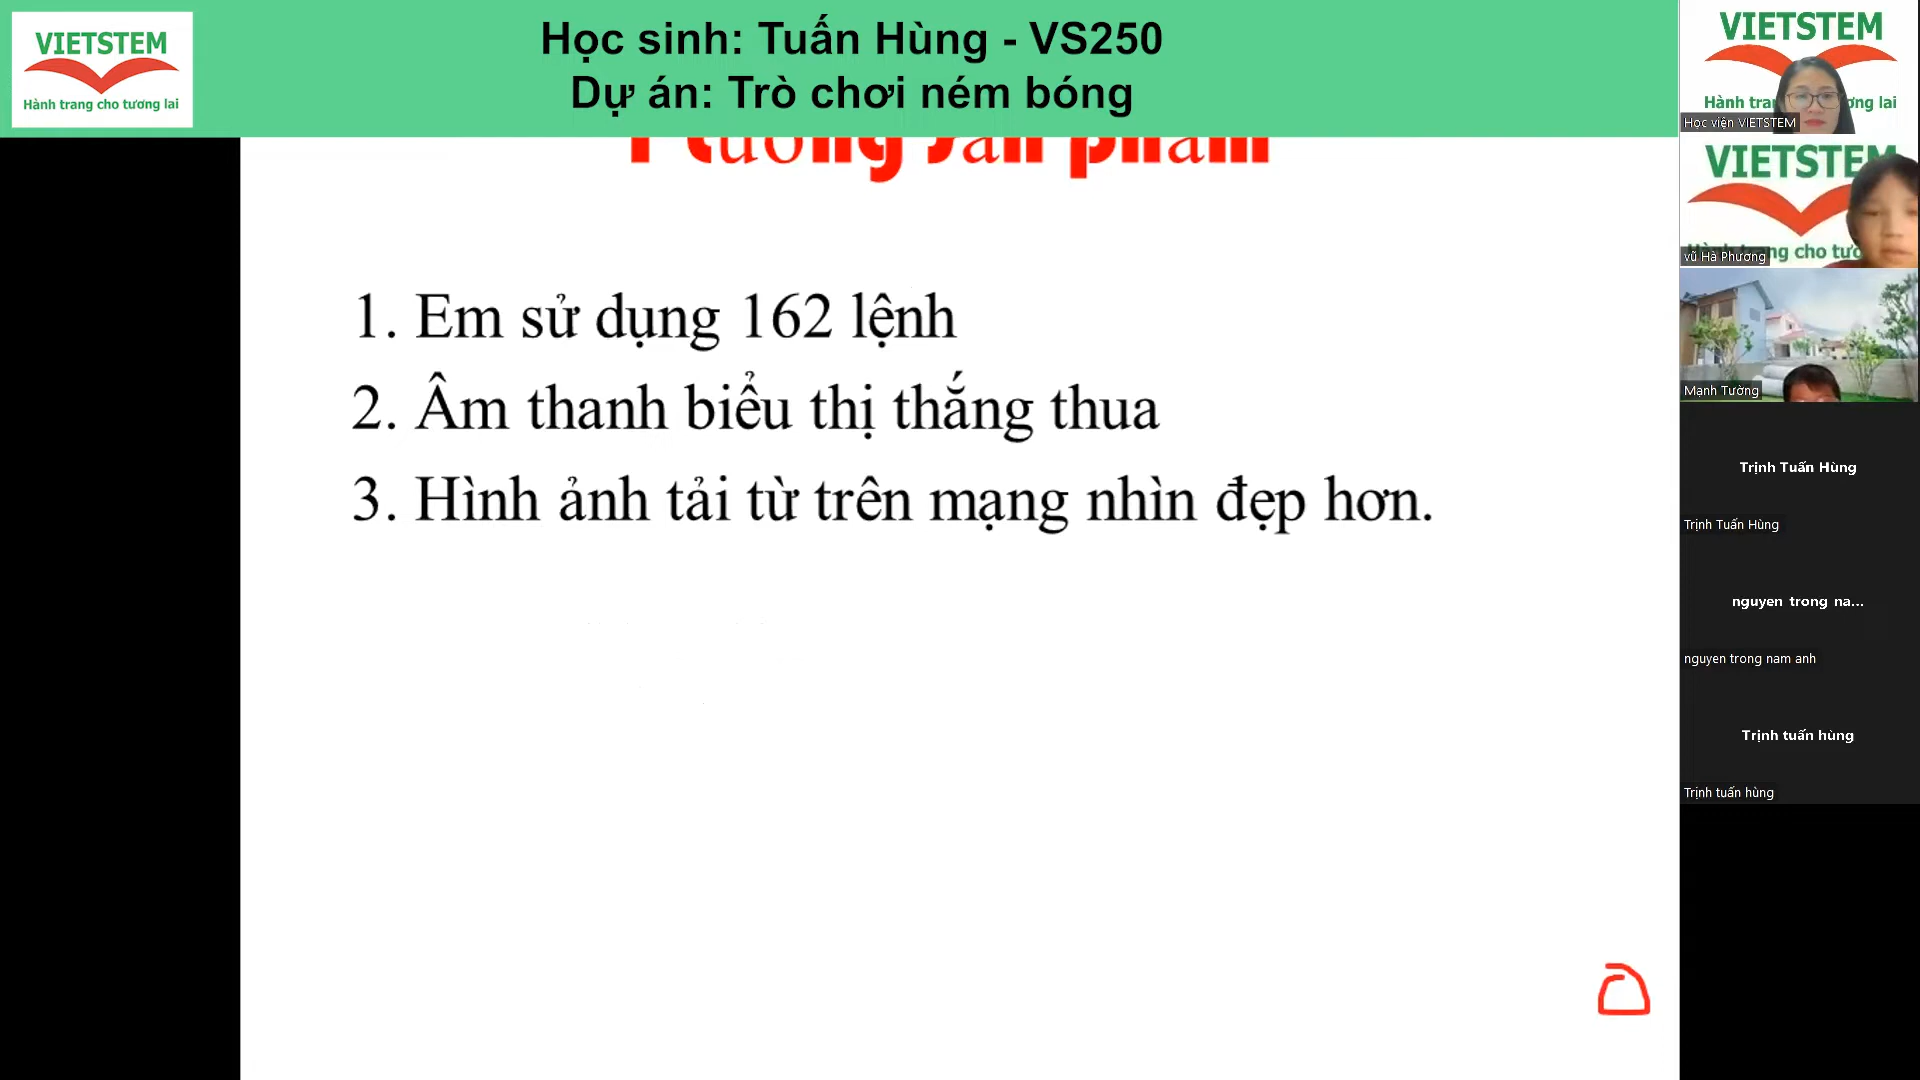 VIETSTEM
Hành trang cho tương lai
Học sinh: Tuấn Hùng - VS250
Dự án: Trò chơi ném bóng
1. Em sử dụng 162 lệnh
2. Âm thanh biểu thị thắng thua
3. Hình ảnh tải từ trên mạng nhìn đẹp hơn.
VIETSTEM
Học viện VIETSTEM
vũ Hà Phương
Mạnh Tường
Trịnh Tuấn Hùng
Trịnh Tuấn Hùng
nguyen trong na...
nguyen trong nam anh
Trịnh tuấn hùng
Trịnh tuấn hùng